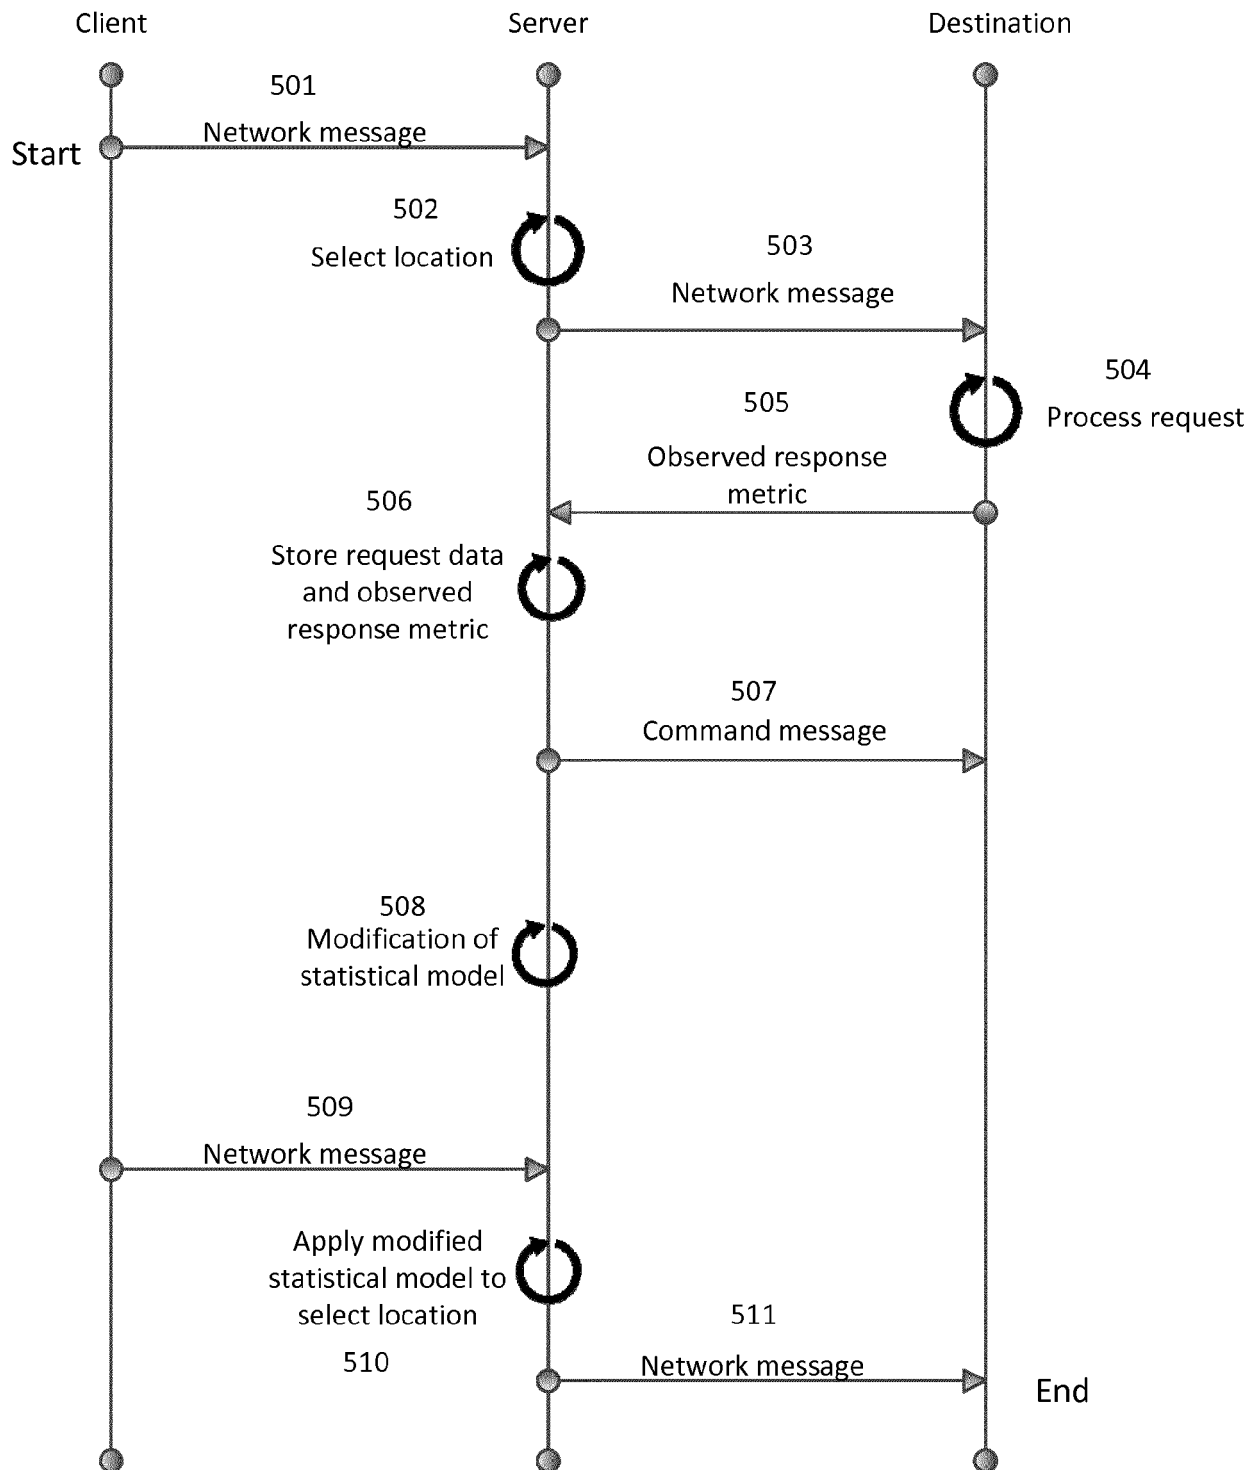 Client
Server
Destination
501
Network message
Start
502
Select location
503
Network message
504
Process request
505
Observed response
metric
506
Store request data
and observed
response metric
507
Command message
508
Modification of
statistical model
509
Network message
Apply modified
statistical model to
select location
510
511
Network message
End